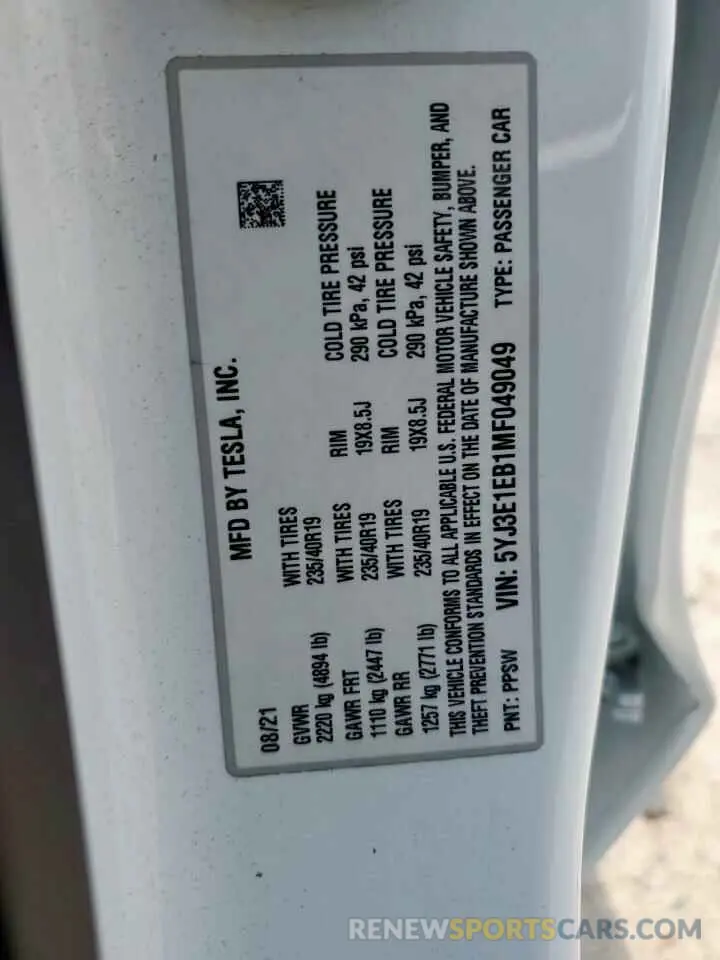 MFD BY TESLA, INC.
08/21
GVWR WITH TIRES RIM COLD TIRE PRESSURE
2220 kg (4894 lb) 235/40R19 19X8.5J 290 kPa, 42 psi
GAWR FRT WITH TIRES RIM COLD TIRE PRESSURE
1110 kg (2447 lb) 235/40R19 19X8.5J 290 kPa, 42 psi
GAWR RR WITH TIRES
1257 kg (2771 lb) 235/40R19
THIS VEHICLE CONFORMS TO ALL APPLICABLE U.S. FEDERAL MOTOR VEHICLE SAFETY, BUMPER, AND
THEFT PREVENTION STANDARDS IN EFFECT ON THE DATE OF MANUFACTURE SHOWN ABOVE.
PNT: PPSW VIN: 5YJ3E1EB1MF049049 TYPE: PASSENGER CAR
RENEWSPORTSCARS.COM